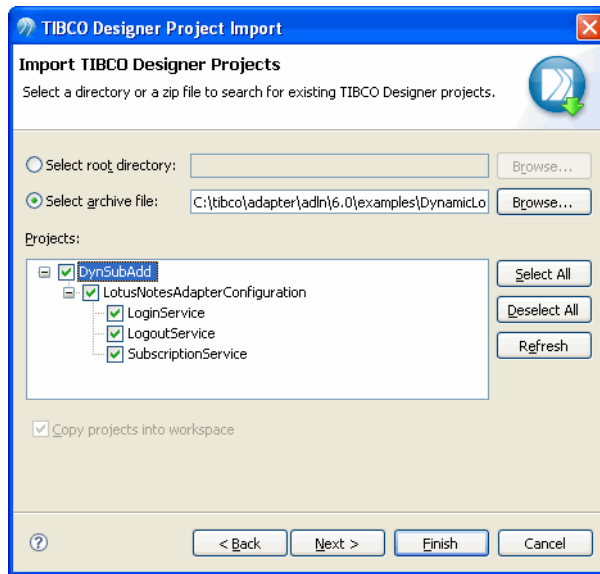 TIBCO Designer Project Import
Import TIBCO Designer Projects
Select a directory or a zip file to search for existing TIBCO Designer projects.
Select root directory:
Browse...
Select archive file:
C:\tibco\adapter\adln\6.0\examples\DynamicLo
Browse...
Projects:
DynSubAdd
Select All
LotusNotesAdapterConfiguration
LoginService
Deselect All
LogoutService
SubscriptionService
Refresh
Copy projects into workspace
?
< Back
Next >
Finish
Cancel